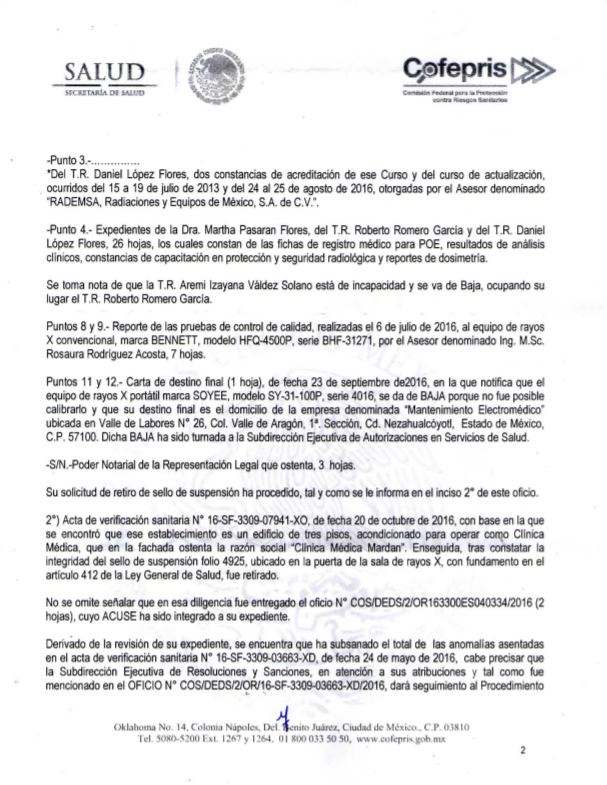 SALUD
SECRETARÍA DE SALUD
ESTADOS UNIDOS MEXICANOS
Cofepris
Comisión Federal para la Protección
contra Riesgos Sanitarios
-Punto 3.-……………
*Del T.R. Daniel López Flores, dos constancias de acreditación de ese Curso y del curso de actualización,
ocurridos del 15 a 19 de julio de 2013 y del 24 al 25 de agosto de 2016, otorgadas por el Asesor denominado
“RADEMSA, Radiaciones y Equipos de México, S.A. de C.V.”.
-Punto 4.- Expedientes de la Dra. Martha Pasaran Flores, del T.R. Roberto Romero García y del T.R. Daniel
López Flores, 26 hojas, los cuales constan de las fichas de registro médico para POE, resultados de análisis
clínicos, constancias de capacitación en protección y seguridad radiológica y reportes de dosimetría.
Se toma nota de que la T.R. Aremi Izayana Váldez Solano está de incapacidad y se va de Baja, ocupando su
lugar el T.R. Roberto Romero García.
Puntos 8 y 9.- Reporte de las pruebas de control de calidad, realizadas el 6 de julio de 2016, al equipo de rayos
X convencional, marca BENNETT, modelo HFQ-4500P, serie BHF-31271, por el Asesor denominado Ing. M.Sc.
Rosaura Rodríguez Acosta, 7 hojas.
Puntos 11 y 12.- Carta de destino final (1 hoja), de fecha 23 de septiembre de2016, en la que notifica que el
equipo de rayos X portátil marca SOYEE, modelo SY-31-100P, serie 4016, se da de BAJA porque no fue posible
calibrarlo y que su destino final es el domicilio de la empresa denominada “Mantenimiento Electromédico”
ubicada en Valle de Labores N° 26, Col. Valle de Aragón, 1ª. Sección, Cd. Nezahualcóyotl, Estado de México,
C.P. 57100. Dicha BAJA ha sido turnada a la Subdirección Ejecutiva de Autorizaciones en Servicios de Salud.
-S/N.-Poder Notarial de la Representación Legal que ostenta, 3 hojas.
Su solicitud de retiro de sello de suspensión ha procedido, tal y como se le informa en el inciso 2° de este oficio.
2°) Acta de verificación sanitaria N° 16-SF-3309-07941-XO, de fecha 20 de octubre de 2016, con base en la que
se encontró que ese establecimiento es un edificio de tres pisos, acondicionado para operar como Clínica
Médica, que en la fachada ostenta la razón social “Clínica Médica Mardan”. Enseguida, tras constatar la
integridad del sello de suspensión folio 4925, ubicado en la puerta de la sala de rayos X, con fundamento en el
artículo 412 de la Ley General de Salud, fue retirado.
No se omite señalar que en esa diligencia fue entregado el oficio N° COS/DEDS/2/OR163300ES040334/2016 (2
hojas), cuyo ACUSE ha sido integrado a su expediente.
Derivado de la revisión de su expediente, se encuentra que ha subsanado el total de las anomalías asentadas
en el acta de verificación sanitaria N° 16-SF-3309-03663-XD, de fecha 24 de mayo de 2016, cabe precisar que
la Subdirección Ejecutiva de Resoluciones y Sanciones, en atención a sus atribuciones y tal como fue
mencionado en el OFICIO N° COS/DEDS/2/OR/16-SF-3309-03663-XD/2016, dará seguimiento al Procedimiento
Oklahoma No. 14, Colonia Nápoles, Del. Benito Juárez, Ciudad de México., C.P. 03810
Tel. 5080-5200 Ext. 1267 y 1264, 01 800 033 50 50, www.cofepris.gob.mx
2